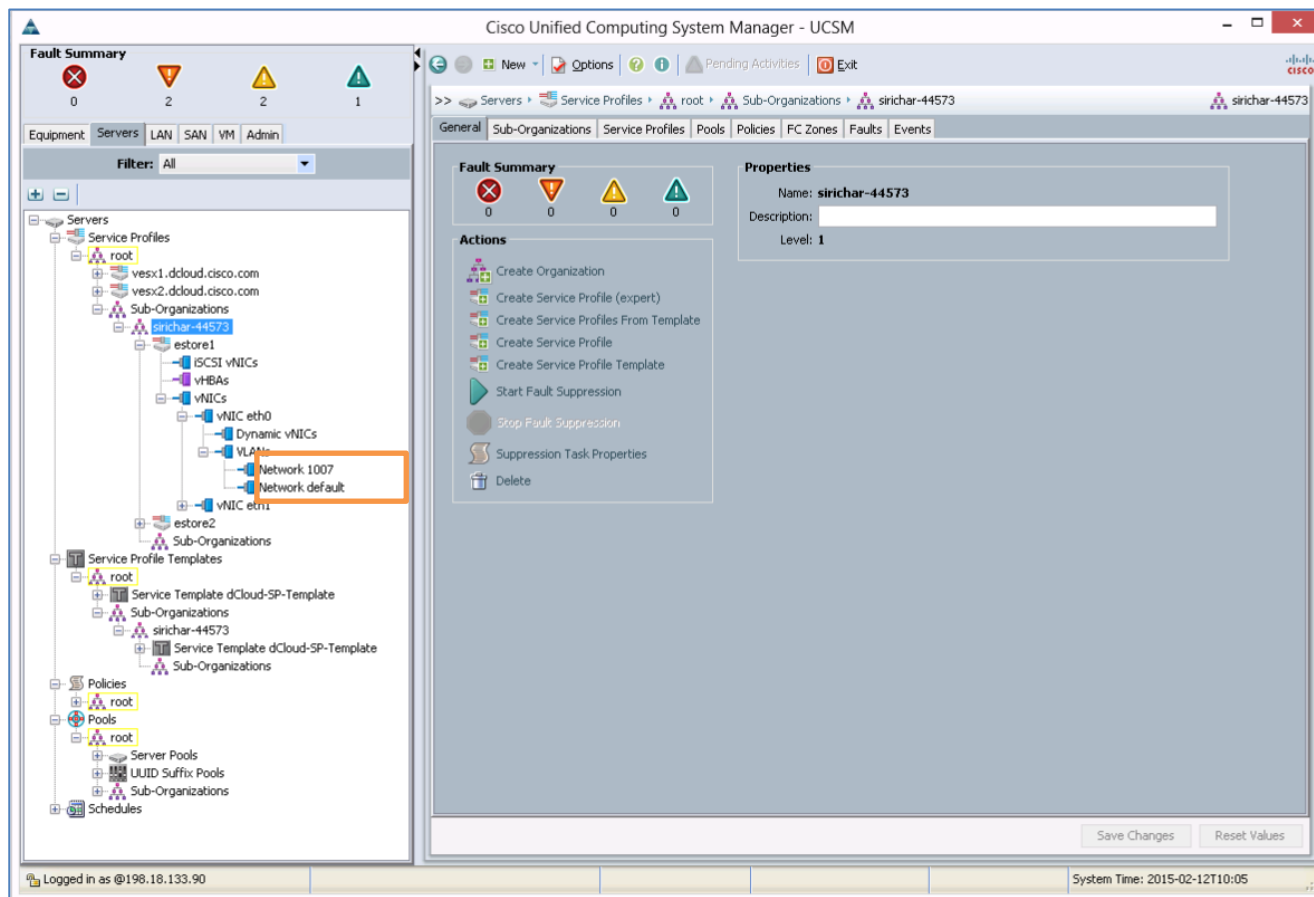 Cisco Unified Computing System Manager - UCSM
Fault Summary
0 2 2 1
Equipment Servers LAN SAN VM Admin
Filter: All
Servers
Service Profiles
root
vesx1.dcloud.cisco.com
vesx2.dcloud.cisco.com
Sub-Organizations
sirichar-44573
estore1
iSCSI vNICs
vHBAs
vNICs
vNIC eth0
Dynamic vNICs
VLANs
Network 1007
Network default
vNIC eth1
estore2
Sub-Organizations
Service Profile Templates
root
Service Template dCloud-SP-Template
Sub-Organizations
sirichar-44573
Service Template dCloud-SP-Template
Sub-Organizations
Policies
root
Pools
root
Server Pools
UUID Suffix Pools
Sub-Organizations
Schedules
New Options Pending Activities Exit
cisco
>> Servers Service Profiles root Sub-Organizations sirichar-44573 sirichar-44573
General Sub-Organizations Service Profiles Pools Policies FC Zones Faults Events
Fault Summary
0 0 0 0
Actions
Create Organization
Create Service Profile (expert)
Create Service Profiles From Template
Create Service Profile
Create Service Profile Template
Start Fault Suppression
Stop Fault Suppression
Suppression Task Properties
Delete
Properties
Name: sirichar-44573
Description:
Level: 1
Save Changes Reset Values
Logged in as @198.18.133.90 System Time: 2015-02-12T10:05